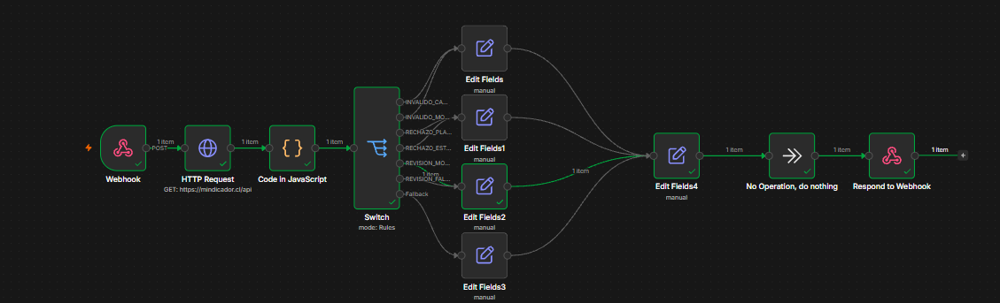 Edit Fields
manual
INVALIDO_CA...
INVALIDO_MO...
RECHAZO_PLA...
RECHAZO_EST...
REVISION_MO...
1 item
REVISION_FAL...
Fallback
Edit Fields1
manual
1 item
POST
1 item
1 item
Webhook
HTTP Request
GET: https://mindicador.cl/api
Code in JavaScript
Switch
mode: Rules
1 item
Edit Fields2
manual
Edit Fields3
manual
1 item
1 item
1 item
Edit Fields4
manual
No Operation, do nothing
Respond to Webhook